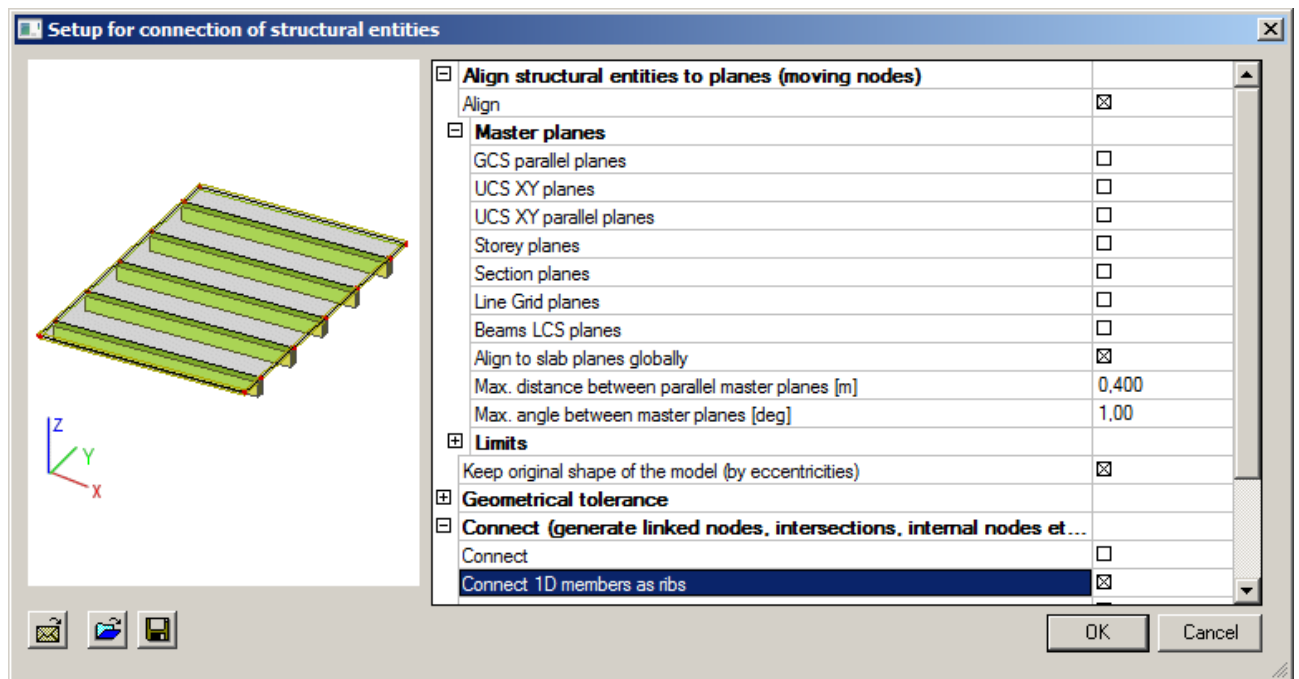 Setup for connection of structural entities
Align structural entities to planes (moving nodes)
Align
Master planes
GCS parallel planes
UCS XY planes
UCS XY parallel planes
Storey planes
Section planes
Line Grid planes
Beams LCS planes
Align to slab planes globally
Max. distance between parallel master planes [m] 0,400
Max. angle between master planes [deg] 1,00
Limits
Keep original shape of the model (by eccentricities)
Geometrical tolerance
Connect (generate linked nodes, intersections, internal nodes et...
Connect
Connect 1D members as ribs
Z
Y
X
OK Cancel